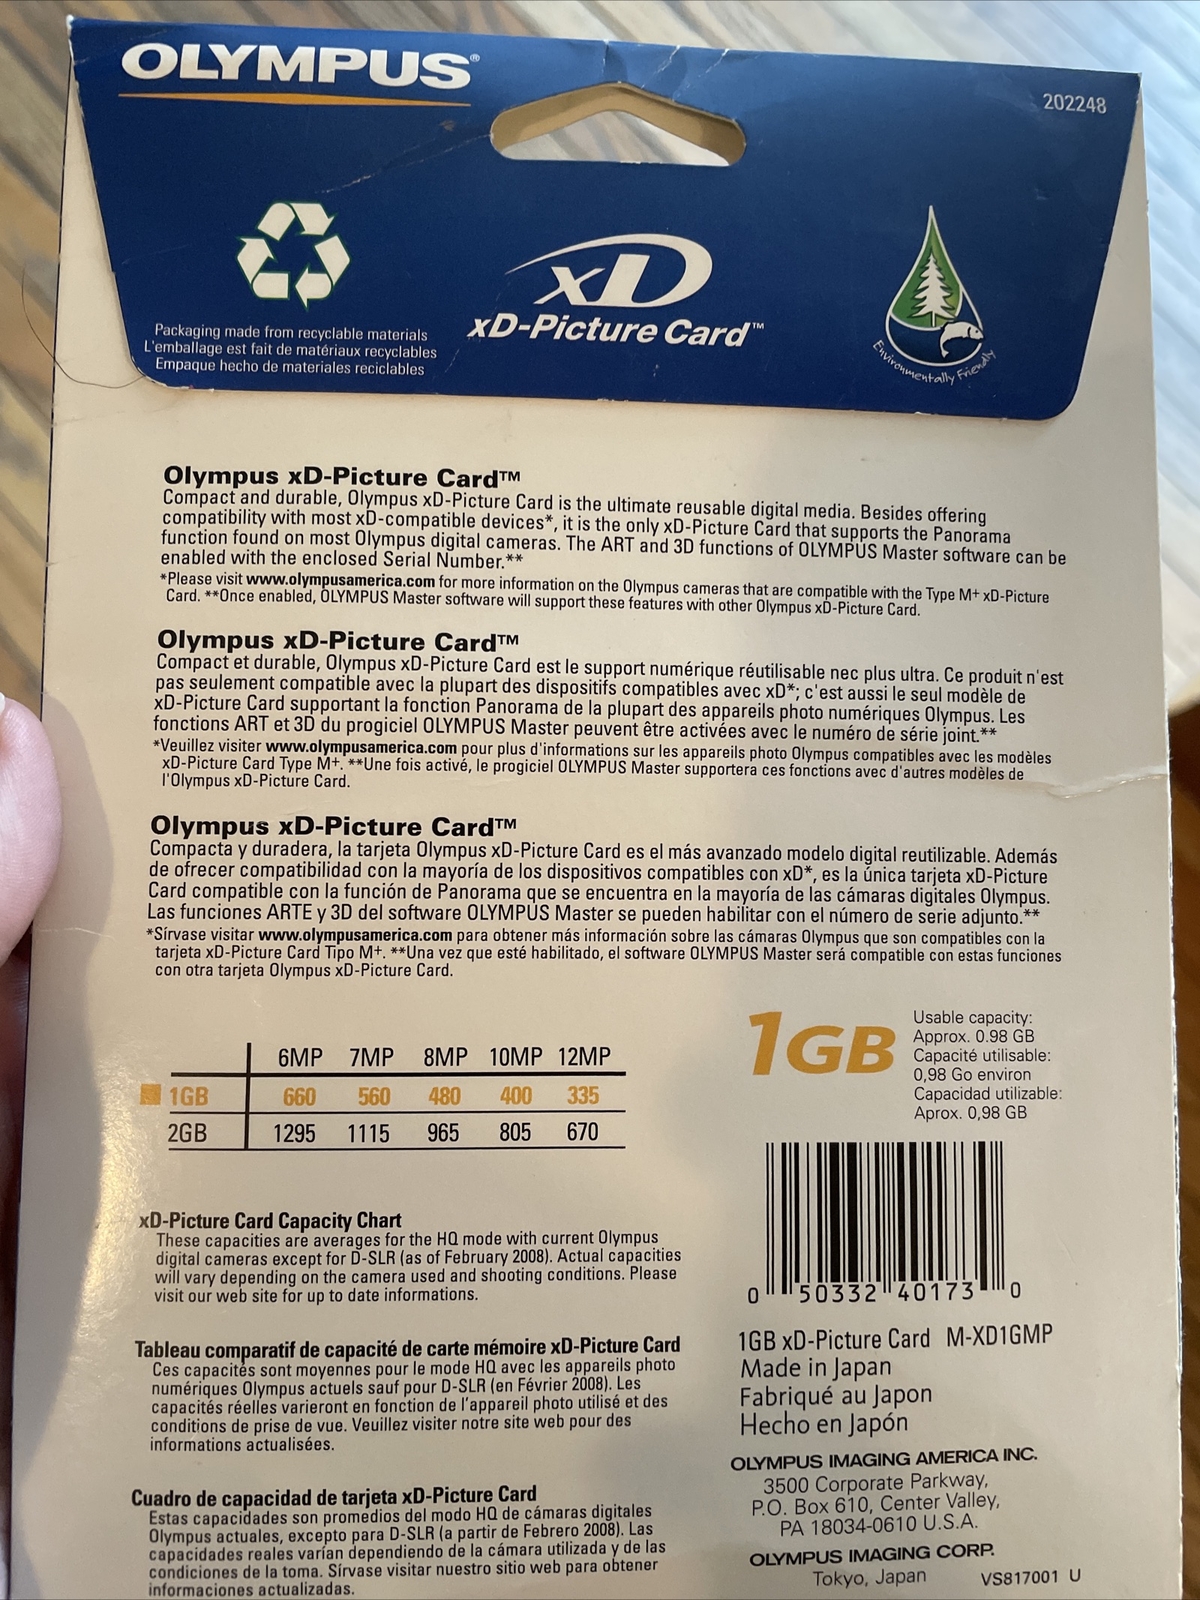 OLYMPUS®
202248
Packaging made from recyclable materials
L'emballage est fait de matériaux recyclables
Empaque hecho de materiales reciclables
xD
xD-Picture Card™
Environmentally Friendly
Olympus xD-Picture Card™
Compact and durable, Olympus xD-Picture Card is the ultimate reusable digital media. Besides offering
compatibility with most xD-compatible devices*, it is the only xD-Picture Card that supports the Panorama
function found on most Olympus digital cameras. The ART and 3D functions of OLYMPUS Master software can be
enabled with the enclosed Serial Number.**
*Please visit www.olympusamerica.com for more information on the Olympus cameras that are compatible with the Type M+ xD-Picture
Card. **Once enabled, OLYMPUS Master software will support these features with other Olympus xD-Picture Card.
Olympus xD-Picture Card™
Compact et durable, Olympus xD-Picture Card est le support numérique réutilisable nec plus ultra. Ce produit n'est
pas seulement compatible avec la plupart des dispositifs compatibles avec xD*; c'est aussi le seul modèle de
xD-Picture Card supportant la fonction Panorama de la plupart des appareils photo numériques Olympus. Les
fonctions ART et 3D du progiciel OLYMPUS Master peuvent être activées avec le numéro de série joint.**
*Veuillez visiter www.olympusamerica.com pour plus d'informations sur les appareils photo Olympus compatibles avec les modèles
xD-Picture Card Type M+. **Une fois activé, le progiciel OLYMPUS Master supportera ces fonctions avec d'autres modèles de
l'Olympus xD-Picture Card.
Olympus xD-Picture Card™
Compacta y duradera, la tarjeta Olympus xD-Picture Card es el más avanzado modelo digital reutilizable. Además
de ofrecer compatibilidad con la mayoría de los dispositivos compatibles con xD*, es la única tarjeta xD-Picture
Card compatible con la función de Panorama que se encuentra en la mayoría de las cámaras digitales Olympus.
Las funciones ARTE y 3D del software OLYMPUS Master se pueden habilitar con el número de serie adjunto.**
*Sírvase visitar www.olympusamerica.com para obtener más información sobre las cámaras Olympus que son compatibles con la
tarjeta xD-Picture Card Tipo M+. **Una vez que esté habilitado, el software OLYMPUS Master será compatible con estas funciones
con otra tarjeta Olympus xD-Picture Card.
6MP 7MP 8MP 10MP 12MP
1GB 660 560 480 400 335
2GB 1295 1115 965 805 670
xD-Picture Card Capacity Chart
These capacities are averages for the HQ mode with current Olympus
digital cameras except for D-SLR (as of February 2008). Actual capacities
will vary depending on the camera used and shooting conditions. Please
visit our web site for up to date informations.
Tableau comparatif de capacité de carte mémoire xD-Picture Card
Ces capacités sont moyennes pour le mode HQ avec les appareils photo
numériques Olympus actuels sauf pour D-SLR (en Février 2008). Les
capacités réelles varieront en fonction de l'appareil photo utilisé et des
conditions de prise de vue. Veuillez visiter notre site web pour des
informations actualisées.
Cuadro de capacidad de tarjeta xD-Picture Card
Estas capacidades son promedios del modo HQ de cámaras digitales
Olympus actuales, excepto para D-SLR (a partir de Febrero 2008). Las
capacidades reales varían dependiendo de la cámara utilizada y de las
condiciones de la toma. Sírvase visitar nuestro sitio web para obtener
informaciones actualizadas.
1GB
Usable capacity:
Approx. 0.98 GB
Capacité utilisable:
0,98 Go environ
Capacidad utilizable:
Aprox. 0,98 GB
0 50332 40173 0
1GB xD-Picture Card M-XD1GMP
Made in Japan
Fabriqué au Japon
Hecho en Japón
OLYMPUS IMAGING AMERICA INC.
3500 Corporate Parkway,
P.O. Box 610, Center Valley,
PA 18034-0610 U.S.A.
OLYMPUS IMAGING CORP.
Tokyo, Japan VS817001 U